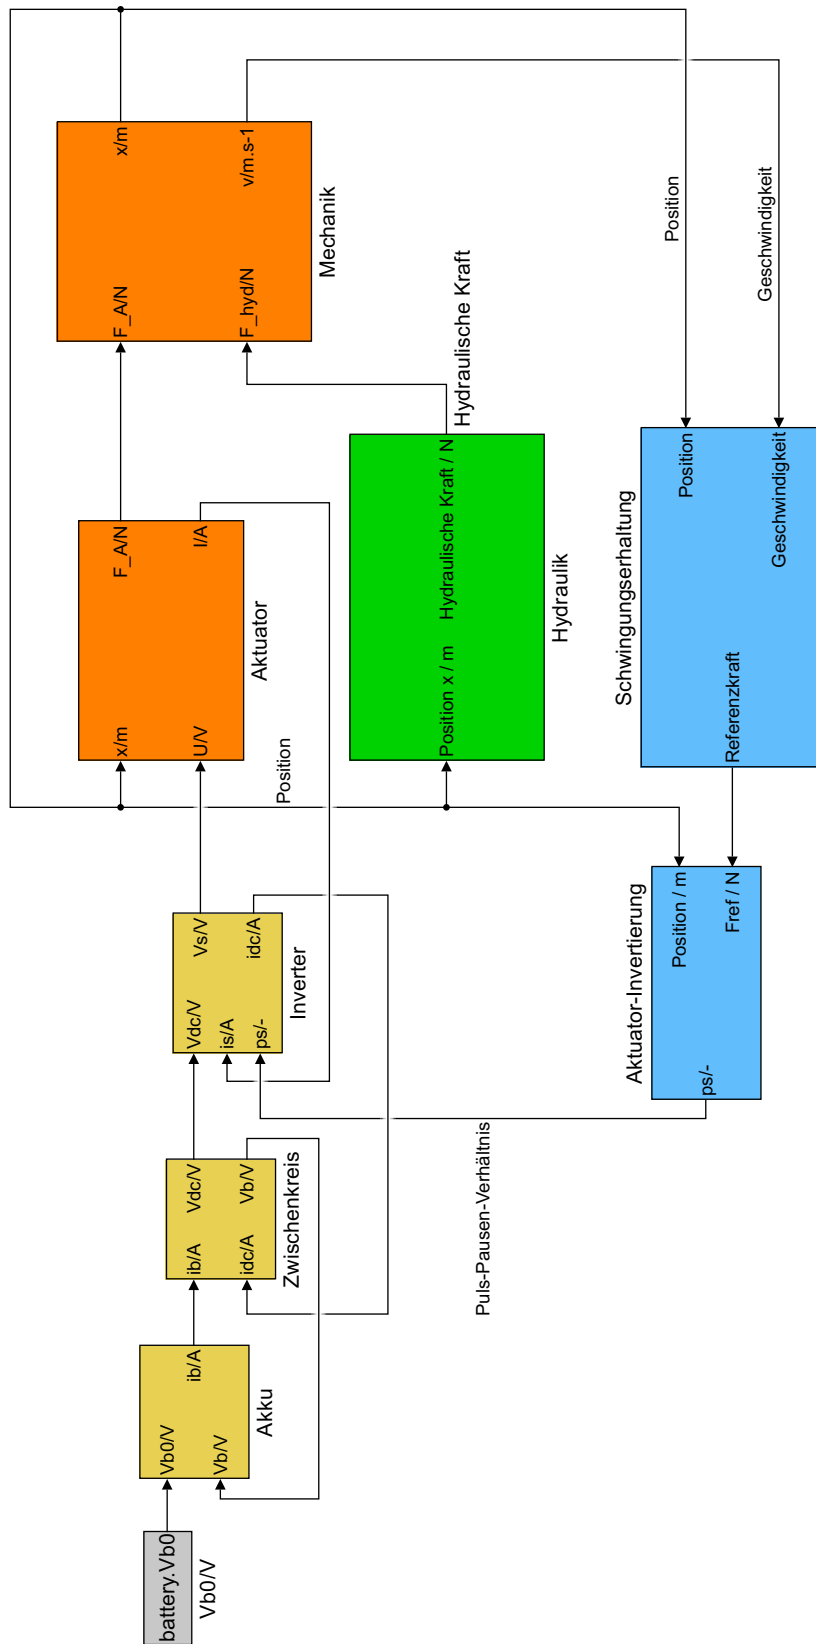 battery.Vb0
Vb0/V
Vb0/V
Vb/V
ib/A
Akku
ib/A
idc/A
Vdc/V
Vb/V
Zwischenkreis
Vdc/V
is/A
ps/-
Vs/V
idc/A
Inverter
x/m
U/V
F_A/N
I/A
Aktuator
Position
F_A/N
F_hyd/N
x/m
v/m.s-1
Mechanik
Position x / m
Hydraulische Kraft / N
Hydraulik
Hydraulische Kraft
Puls-Pausen-Verhältnis
Aktuator-Invertierung
ps/-
Position / m
Fref / N
Schwingungserhaltung
Referenzkraft
Position
Geschwindigkeit
Position
Geschwindigkeit